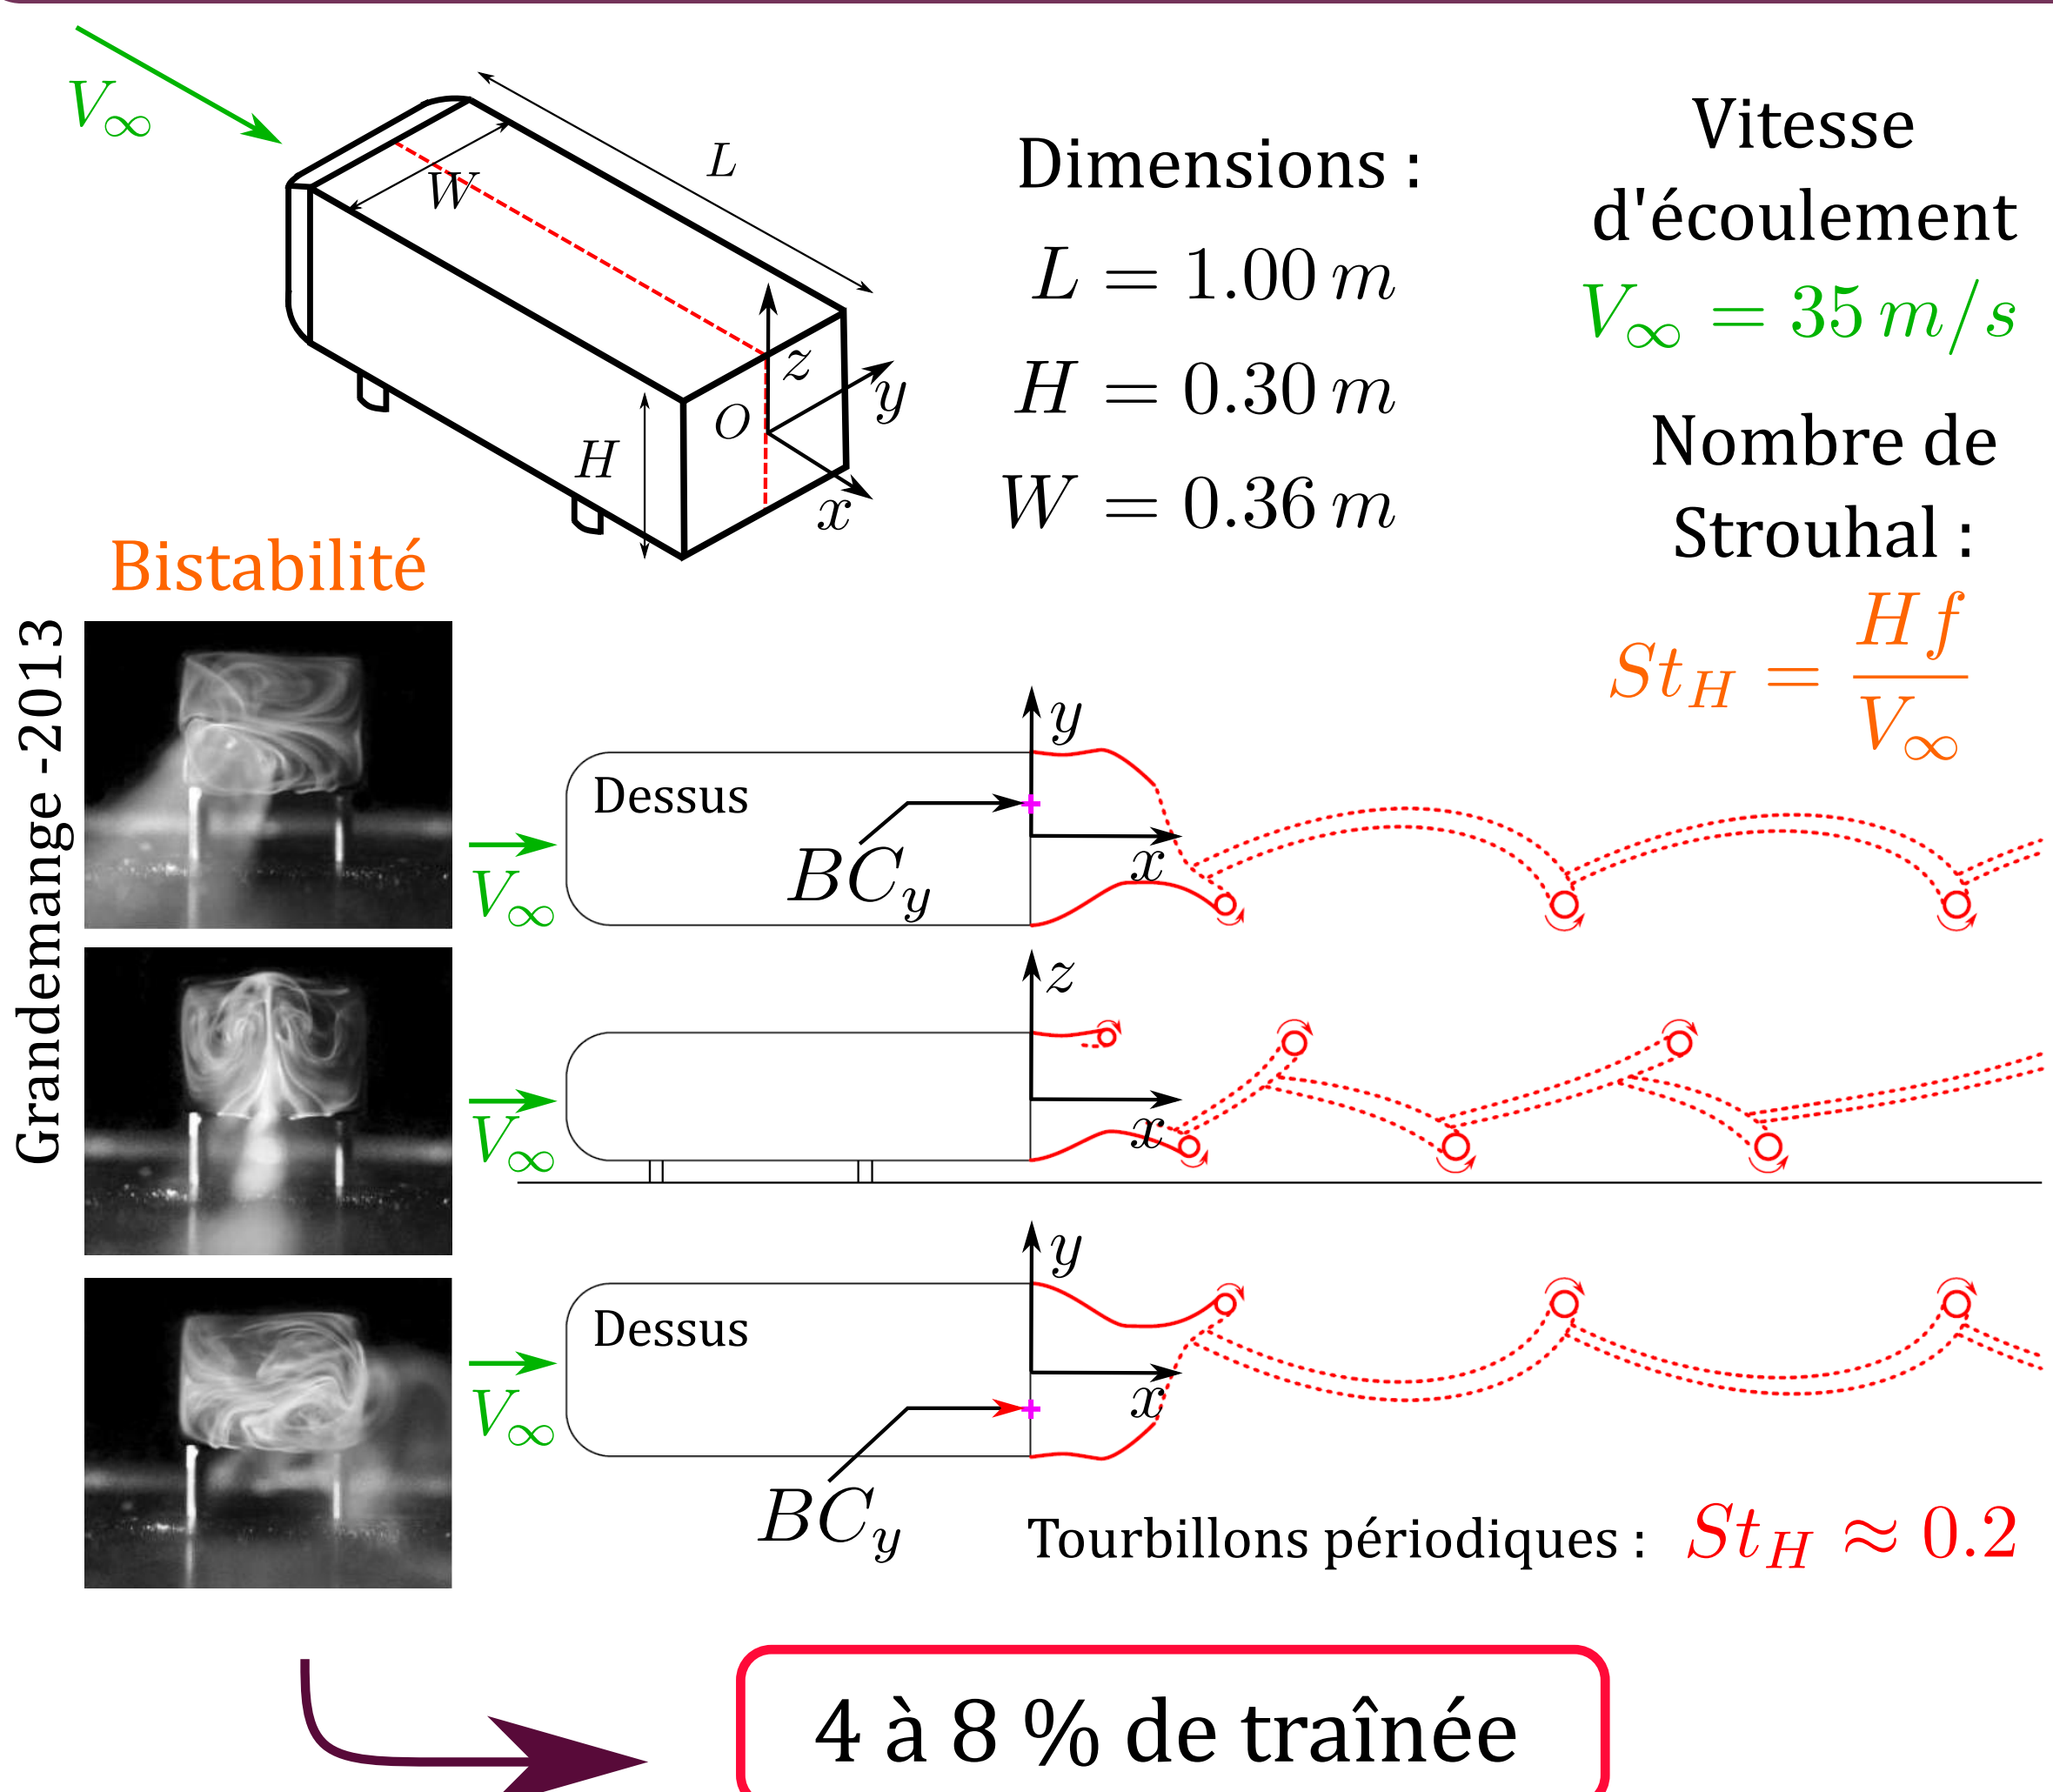 V∞
L
W
H
O
z
y
x
Dimensions :
L = 1.00 m
H = 0.30 m
W = 0.36 m
Vitesse
d'écoulement
V∞ = 35 m/s
Nombre de
Strouhal :
St_H = H f / V∞
Bistabilité
Grandemange -2013
y
Dessus
x
BC_y
V∞
z
x
V∞
y
Dessus
x
V∞
BC_y
Tourbillons périodiques : St_H ≈ 0.2
4 à 8 % de traînée